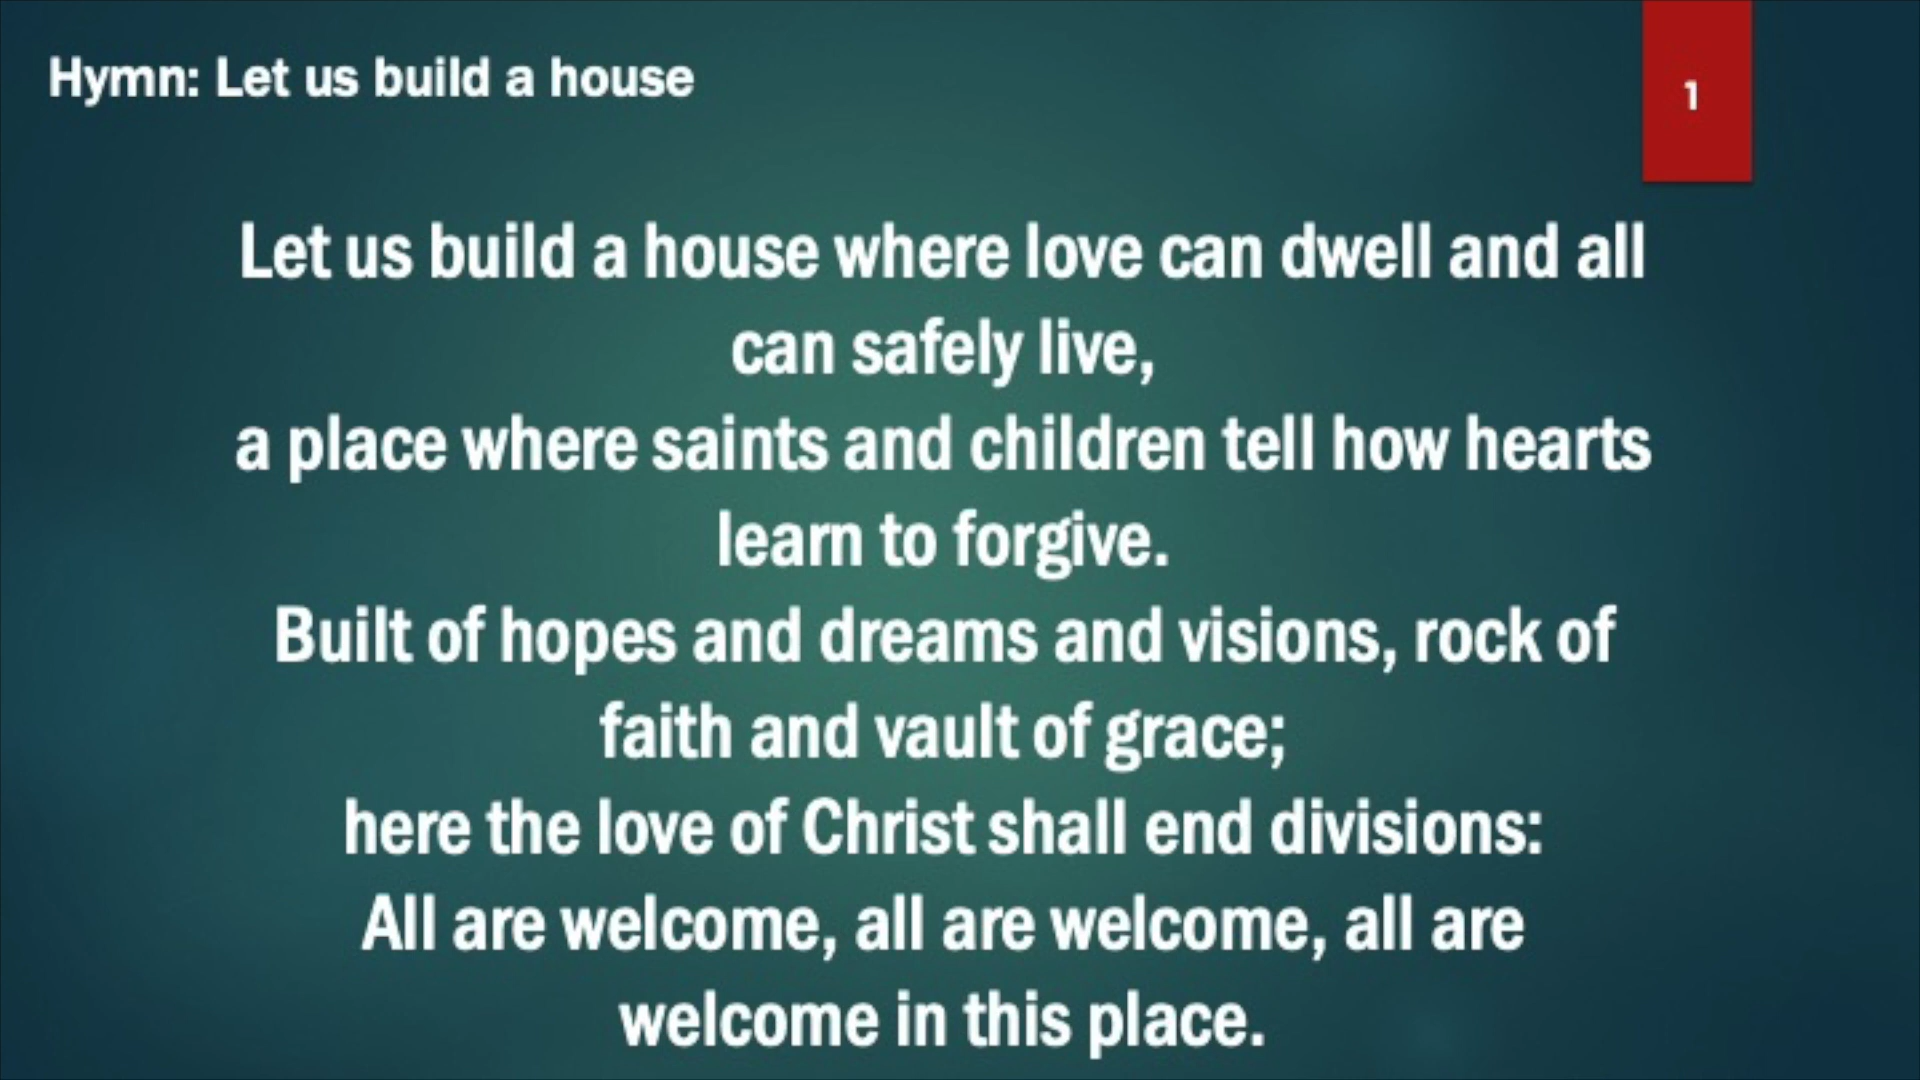 Hymn: Let us build a house
1
Let us build a house where love can dwell and all
can safely live,
a place where saints and children tell how hearts
learn to forgive.
Built of hopes and dreams and visions, rock of
faith and vault of grace;
here the love of Christ shall end divisions:
All are welcome, all are welcome, all are
welcome in this place.